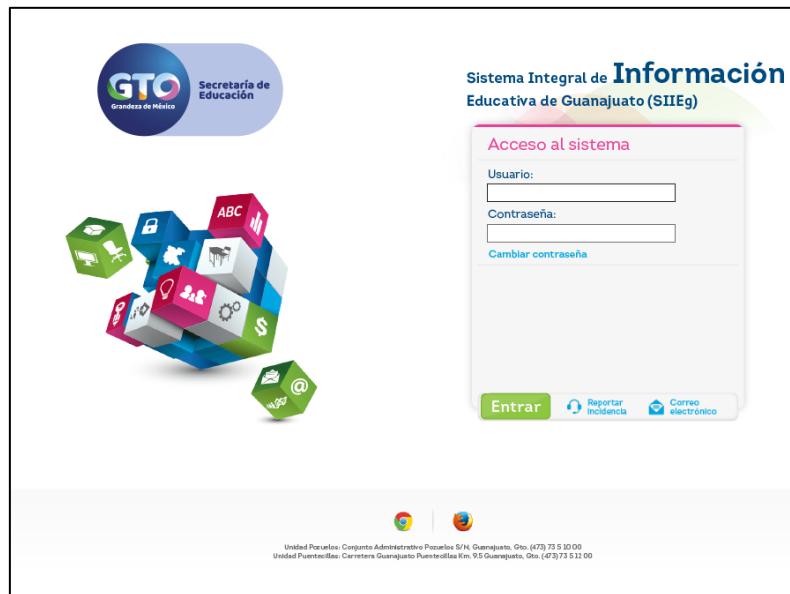 GTO
Grandeza de México
Secretaría de
Educación
Sistema Integral de Información
Educativa de Guanajuato (SIIEg)
Acceso al sistema
Usuario:
Contraseña:
Cambiar contraseña
ABC
$
@
Entrar
Reportar
incidencia
Correo
electrónico
Unidad Pozuelos: Conjunto Administrativo Pozuelos S/N, Guanajuato, Gto. (473) 73 5 10 00
Unidad Puentecillas: Carretera Guanajuato Puentecillas Km. 9.5 Guanajuato, Gto. (473) 73 5 12 00